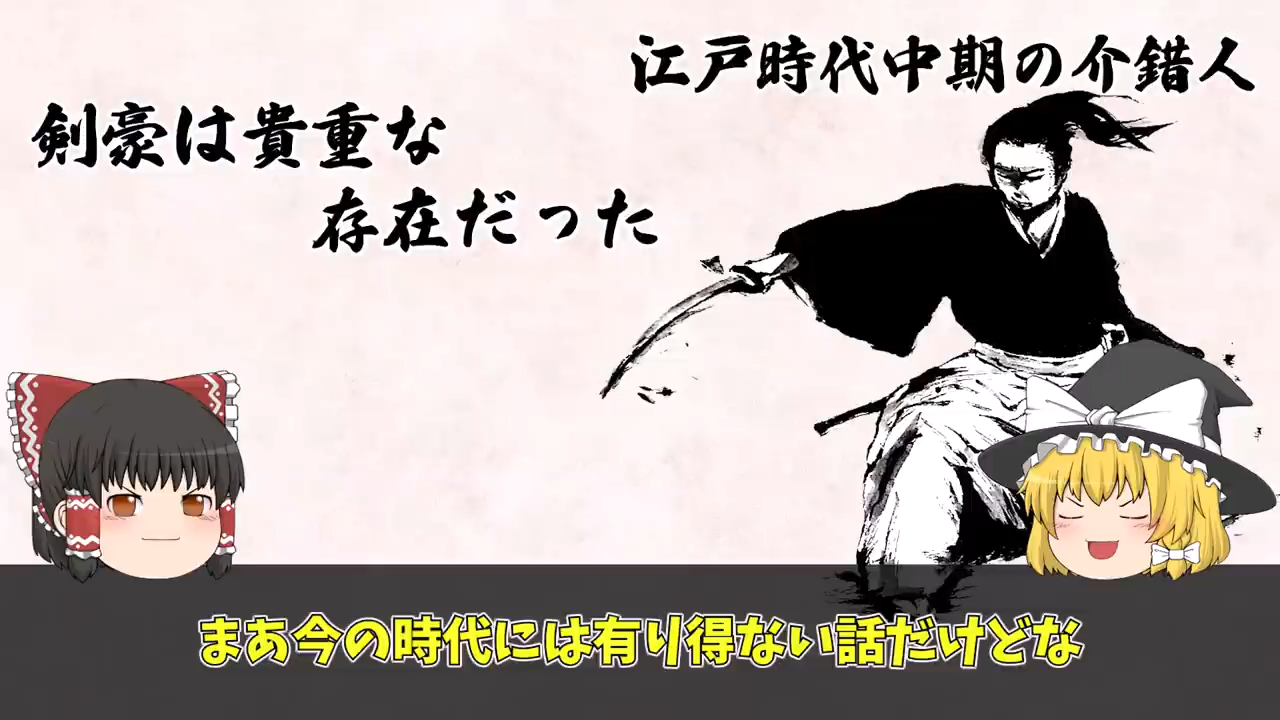 江戸時代中期の介錯人
剣豪は貴重な
存在だった
まあ今の時代には有り得ない話だけどな